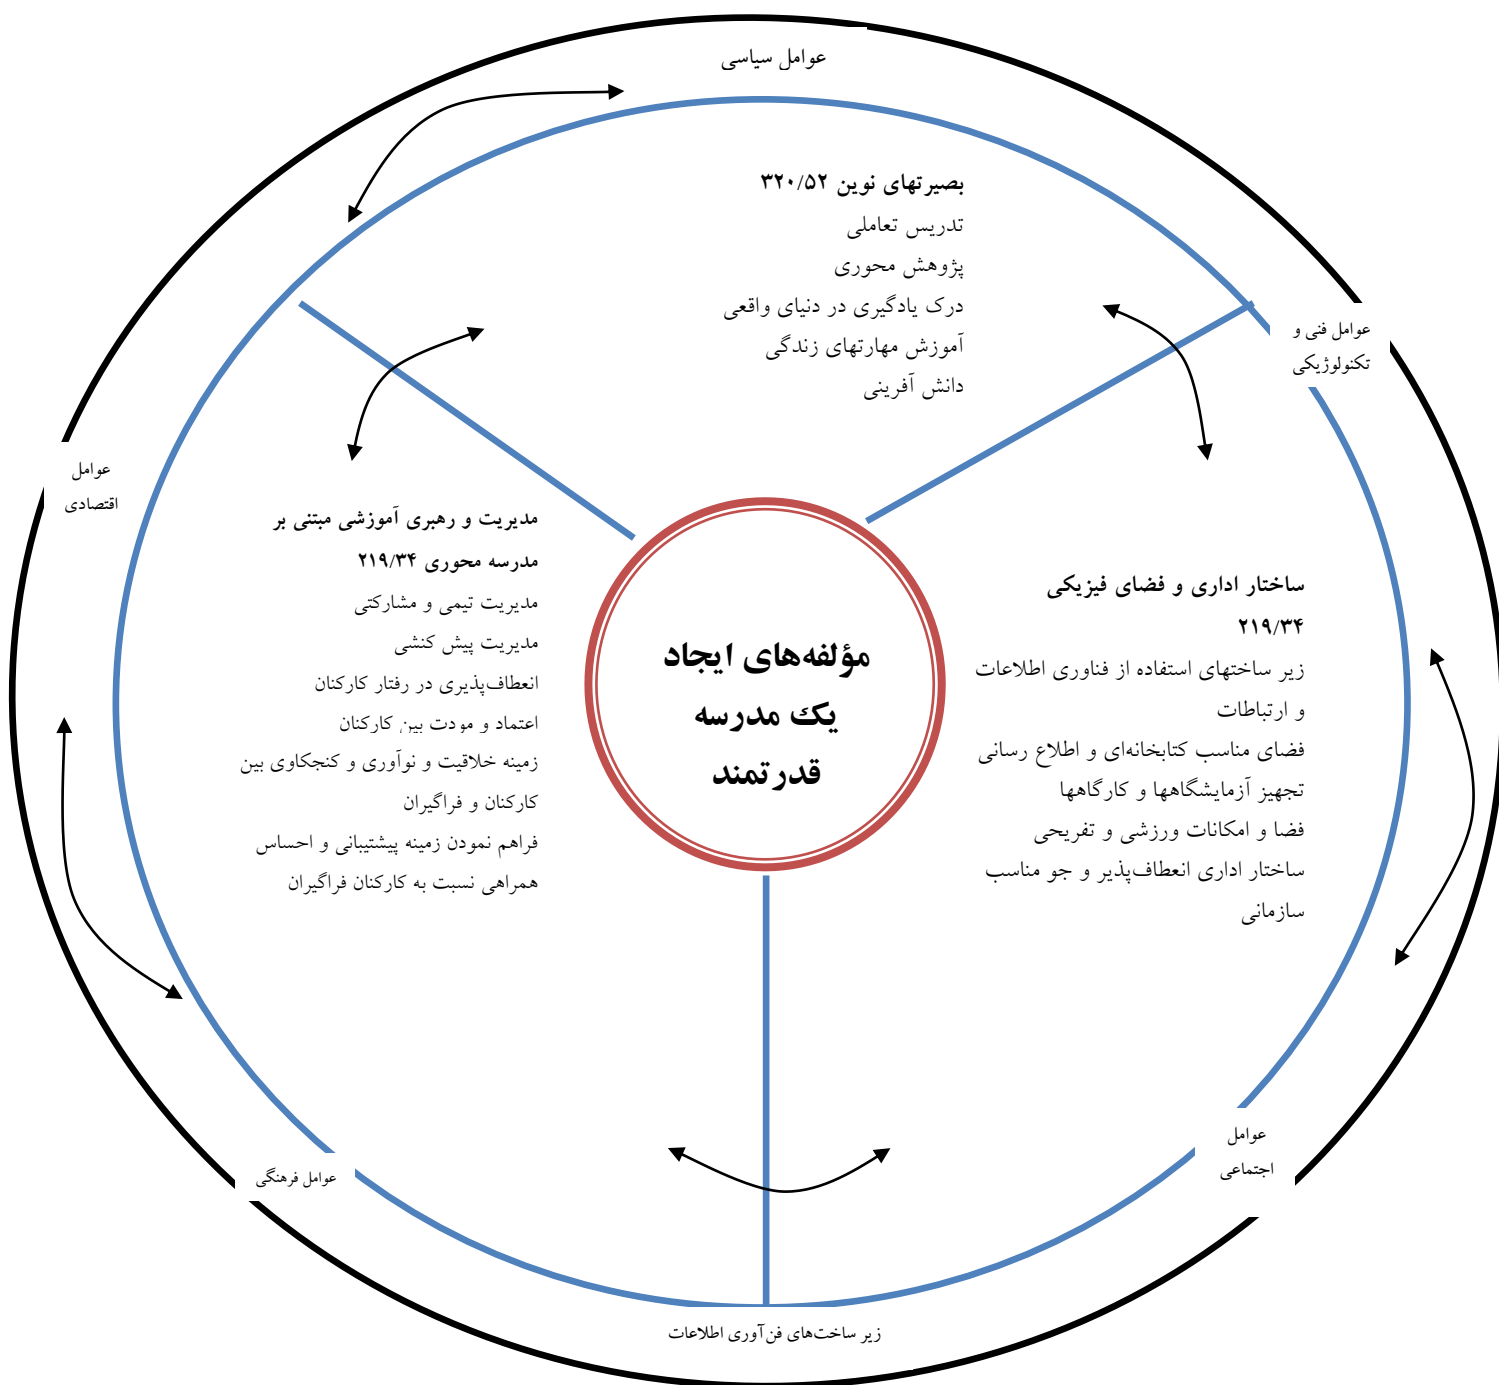 عوامل سیاسی
بصیرتهای نوین ۳۲۰/۵۲
تدریس تعاملی
پژوهش محوری
درک یادگیری در دنیای واقعی
آموزش مهارتهای زندگی
دانش آفرینی
عوامل فنی و
تکنولوژیکی
ساختار اداری و فضای فیزیکی
۲۱۹/۳۴
زیر ساختهای استفاده از فناوری اطلاعات
و ارتباطات
فضای مناسب کتابخانه‌ای و اطلاع رسانی
تجهیز آزمایشگاهها و کارگاهها
فضا و امکانات ورزشی و تفریحی
ساختار اداری انعطاف‌پذیر و جو مناسب
سازمانی
مؤلفه‌های ایجاد
یک مدرسه
قدرتمند
مدیریت و رهبری آموزشی مبتنی بر
مدرسه محوری ۲۱۹/۳۴
مدیریت تیمی و مشارکتی
مدیریت پیش کنشی
انعطاف‌پذیری در رفتار کارکنان
اعتماد و مودت بین کارکنان
زمینه خلاقیت و نوآوری و کنجکاوی بین
کارکنان و فراگیران
فراهم نمودن زمینه پیشتیبانی و احساس
همراهی نسبت به کارکنان فراگیران
عوامل
اقتصادی
عوامل
اجتماعی
عوامل فرهنگی
زیر ساخت‌های فن‌آوری اطلاعات